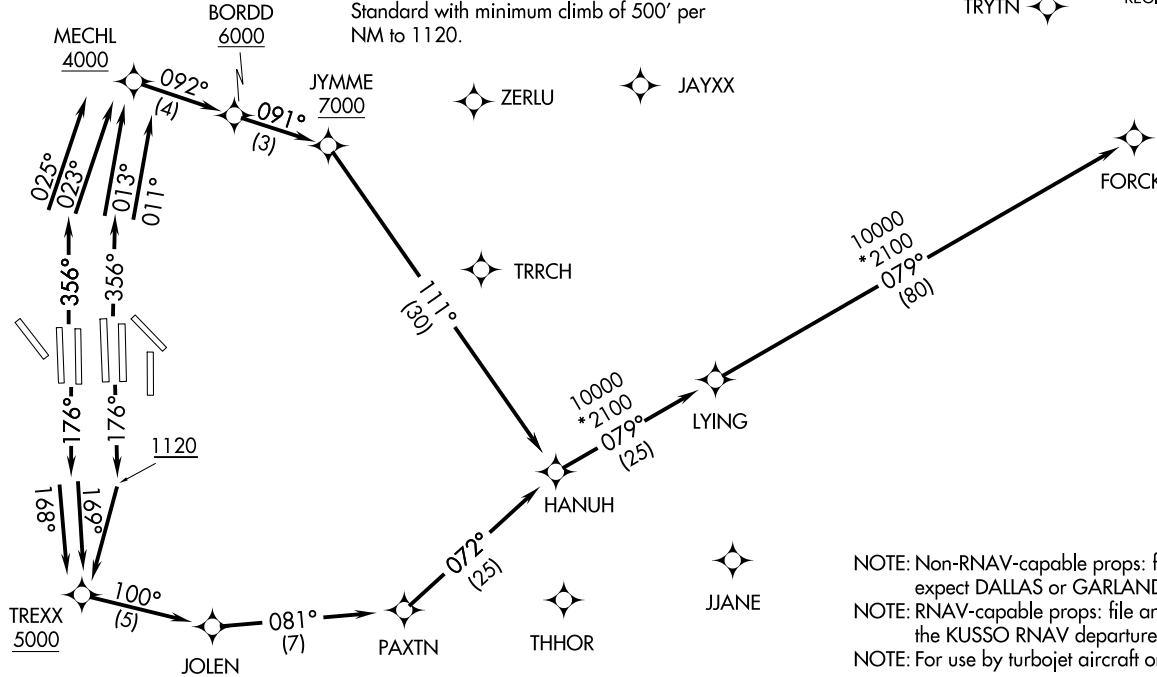 Standard with minimum climb of 500' per
NM to 1120.
TRYTN
BORDD
6000
MECHL
4000
JYMME
7000
ZERLU
JAYXX
092°
(4)
091°
(3)
FORCK
025°
023°
013°
011°
TRRCH
356°
356°
111°
(30)
10000
*2100
079°
(80)
LYING
10000
*2100
079°
(25)
176°
176°
1120
HANUH
168°
169°
072°
(25)
TREXX
5000
100°
(5)
JOLEN
081°
(7)
PAXTN
THHOR
JJANE
NOTE: Non-RNAV-capable props: f
expect DALLAS or GARLAND
NOTE: RNAV-capable props: file an
the KUSSO RNAV departure
NOTE: For use by turbojet aircraft o